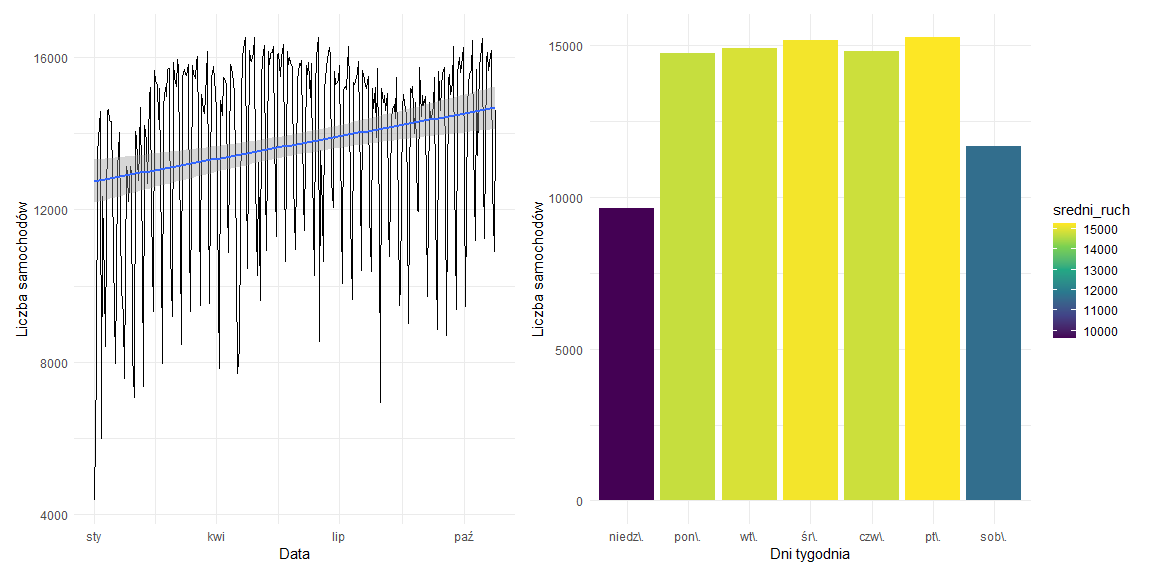 Liczba samochodów
16000
12000
8000
4000
sty
kwi
lip
paź
Data
Liczba samochodów
15000
10000
5000
0
niedz\.
pon\.
wt\.
śr\.
czw\.
pt\.
sob\.
Dni tygodnia
sredni_ruch
15000
14000
13000
12000
11000
10000